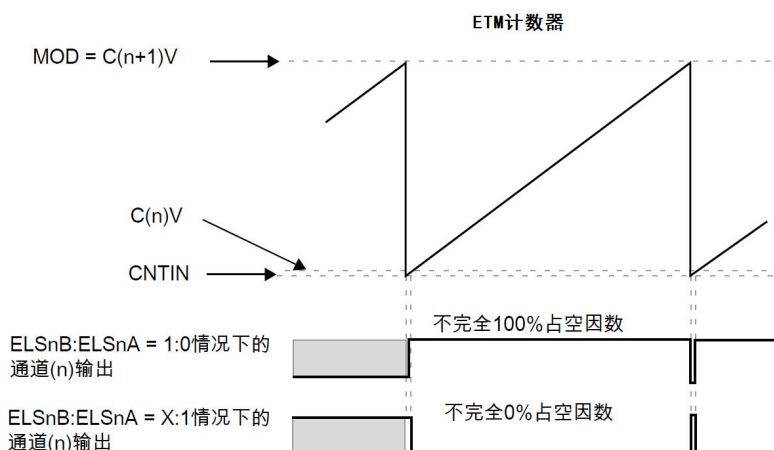 ETM计数器
MOD = C(n+1)V
C(n)V
CNTIN
不完全100%占空因数
ELSnB:ELSnA = 1:0情况下的
通道(n)输出
不完全0%占空因数
ELSnB:ELSnA = X:1情况下的
通道(n)输出